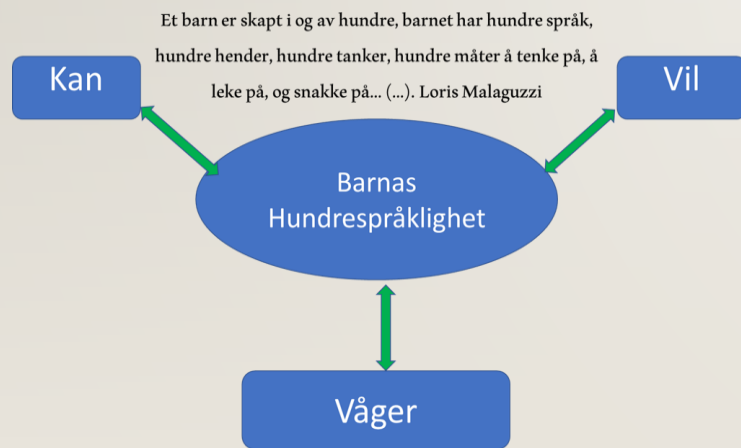 Et barn er skapt i og av hundre, barnet har hundre språk,
hundre hender, hundre tanker, hundre måter å tenke på, å
leke på, og snakke på... (...). Loris Malaguzzi
Kan
Vil
Barnas
Hundrespråklighet
Våger